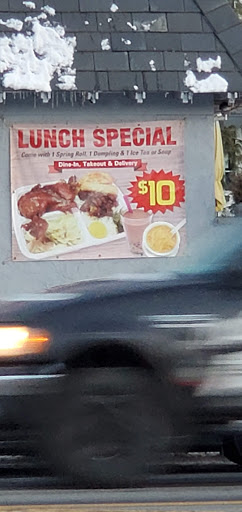 LUNCH SPECIAL
Come with 1 Spring Roll, 1 Dumpling & 1 Ice Tea or Soup
Dine-In, Takeout & Delivery
$10